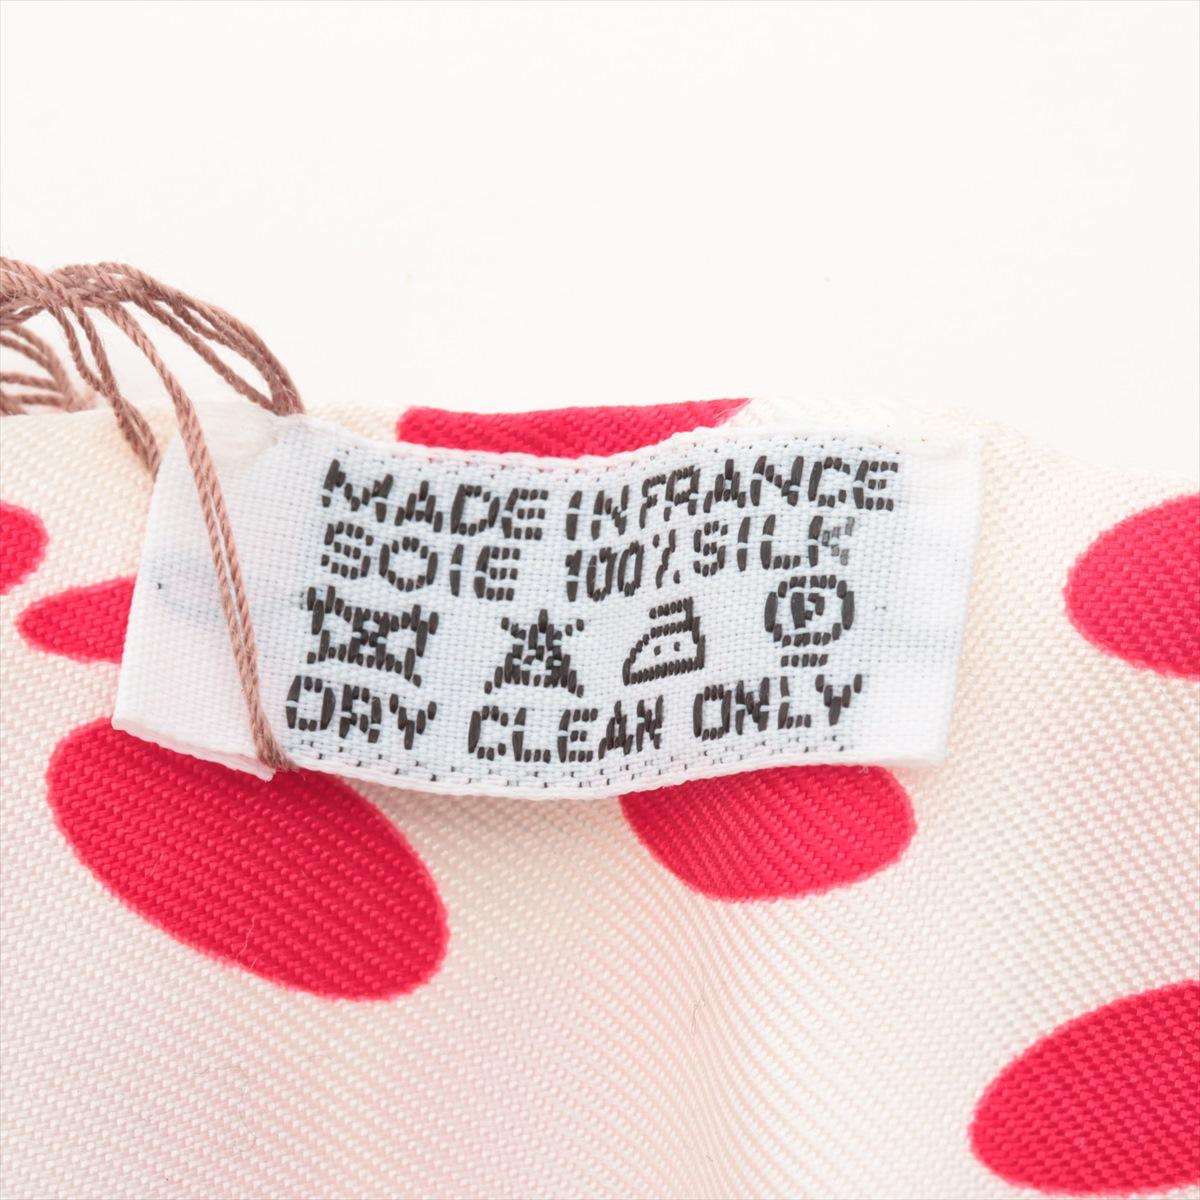 MADE IN FRANCE
SOIE 100% SILK
P
DRY CLEAN ONLY